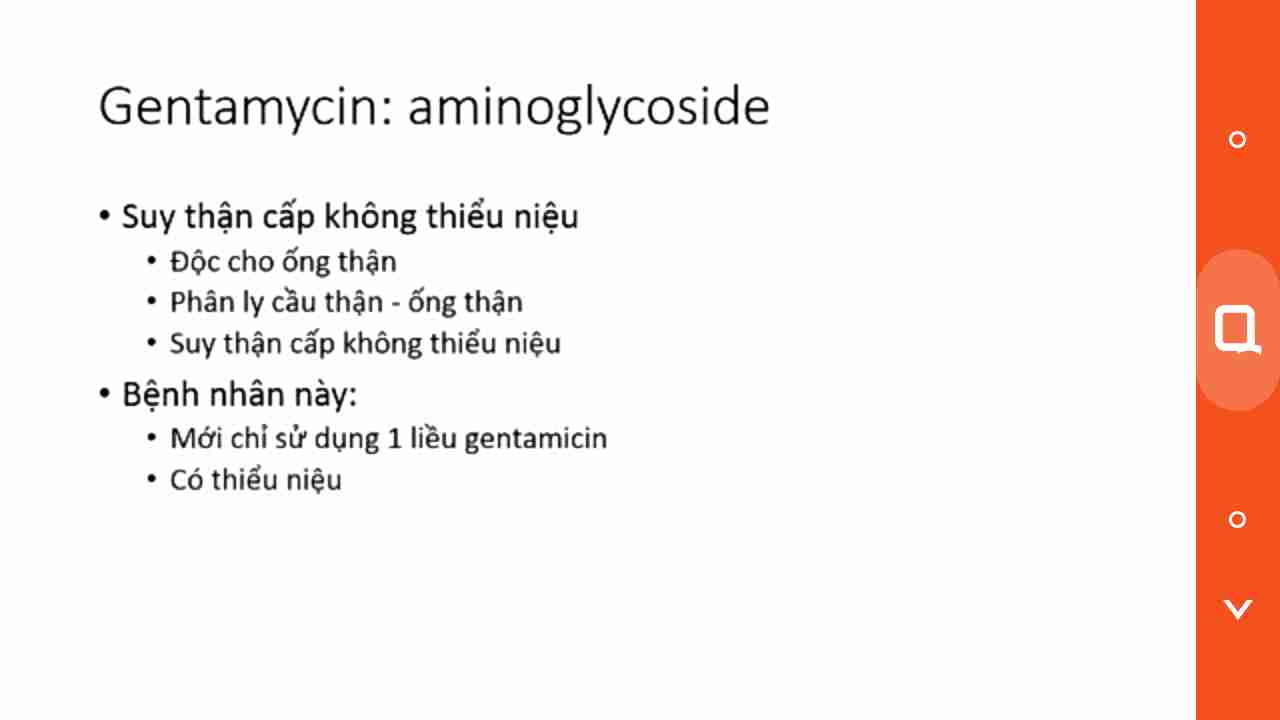 Gentamycin: aminoglycoside
• Suy thận cấp không thiểu niệu
• Độc cho ống thận
• Phân ly cầu thận - ống thận
• Suy thận cấp không thiểu niệu
• Bệnh nhân này:
• Mới chỉ sử dụng 1 liều gentamicin
• Có thiểu niệu